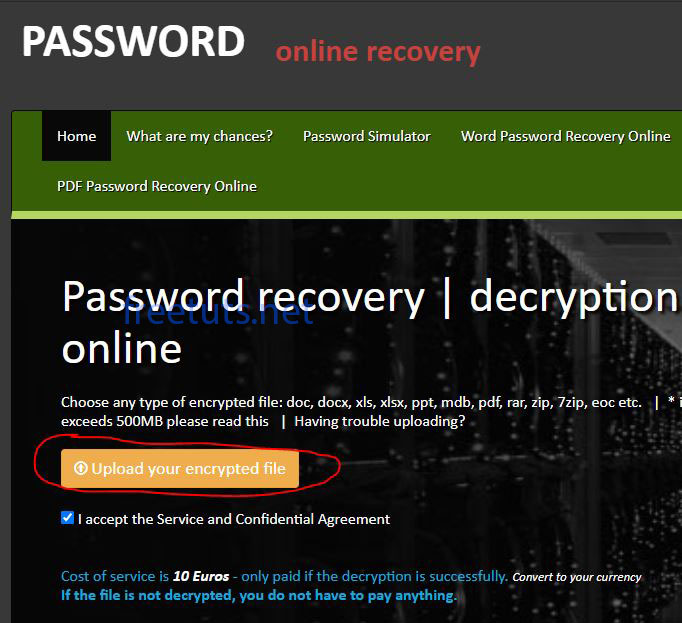 PASSWORD online recovery
Home What are my chances? Password Simulator Word Password Recovery Online
PDF Password Recovery Online
Password recovery | decryption
freetuts.net
online
Choose any type of encrypted file: doc, docx, xls, xlsx, ppt, mdb, pdf, rar, zip, 7zip, eoc etc. | * i
exceeds 500MB please read this | Having trouble uploading?
Upload your encrypted file
I accept the Service and Confidential Agreement
Cost of service is 10 Euros - only paid if the decryption is successfully. Convert to your currency
If the file is not decrypted, you do not have to pay anything.